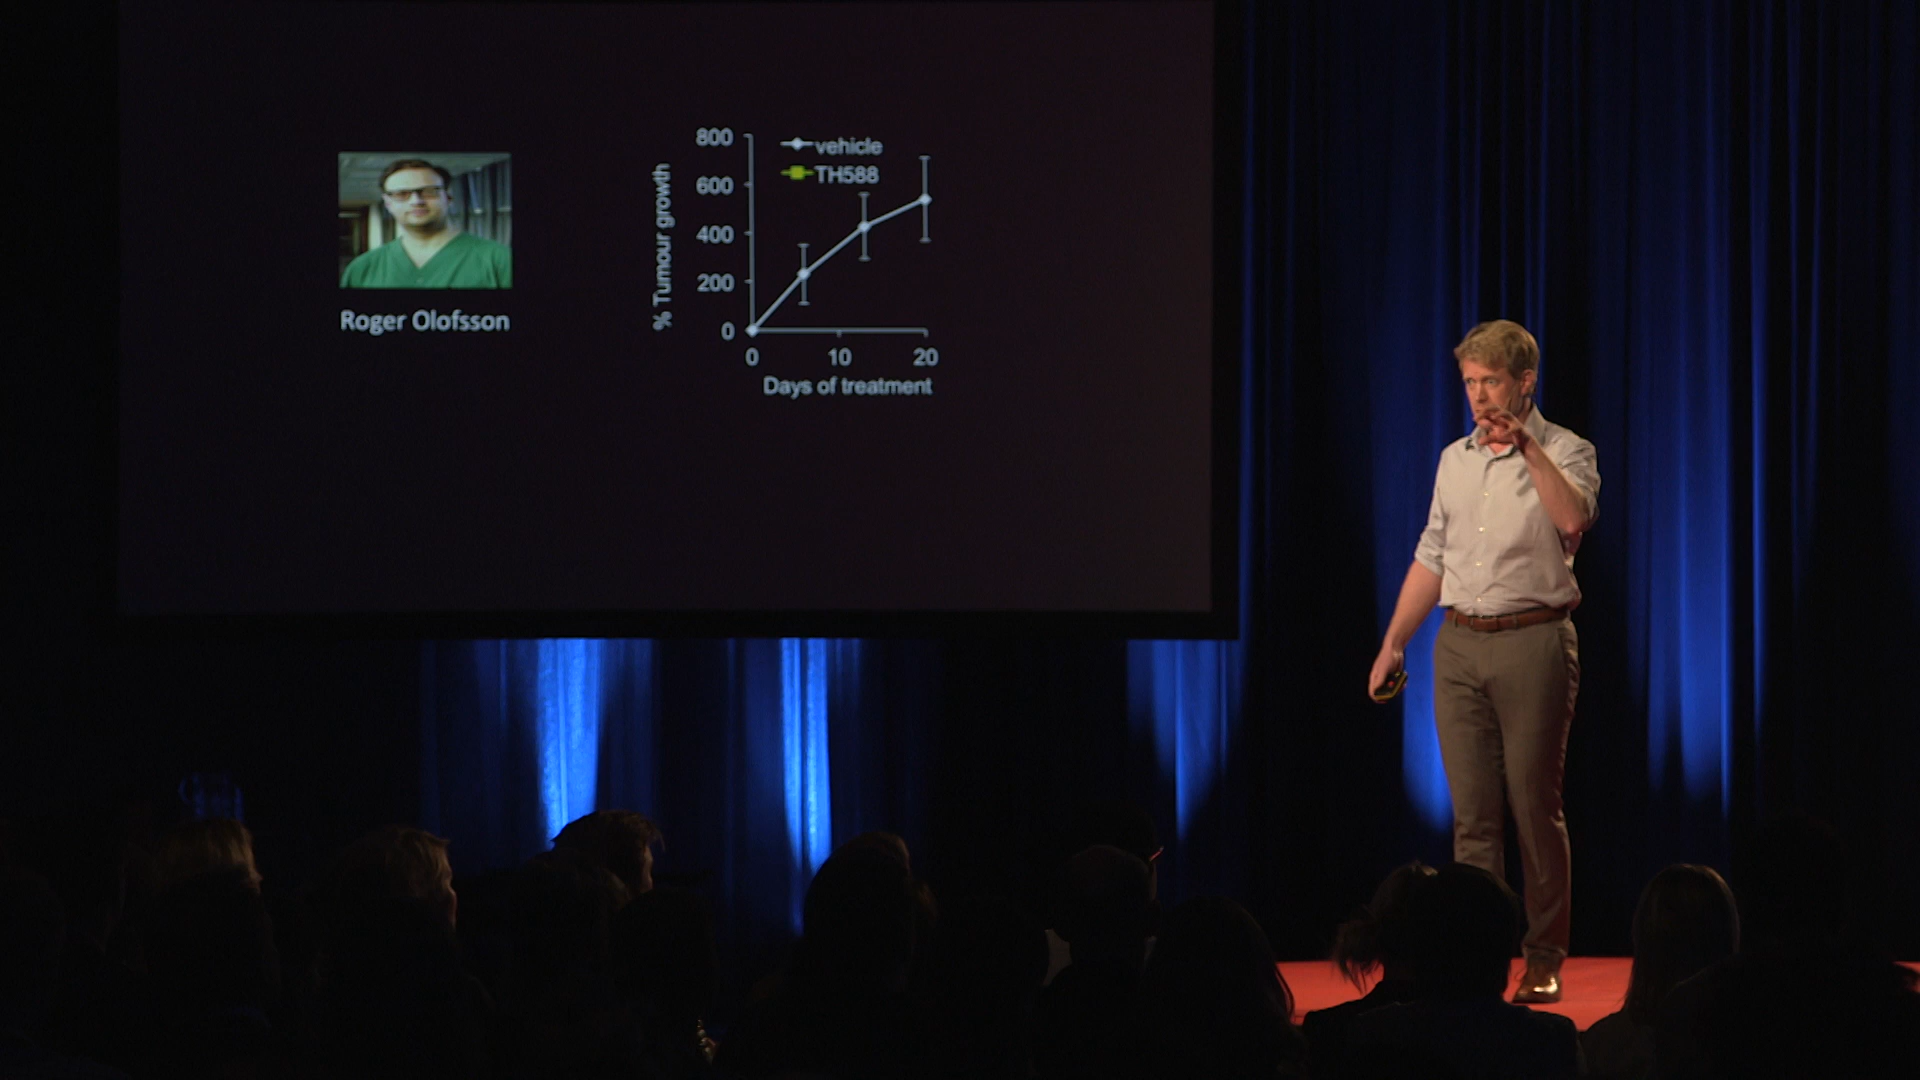 Roger Olofsson
% Tumour growth
800
600
400
200
0
vehicle
TH588
0 10 20
Days of treatment